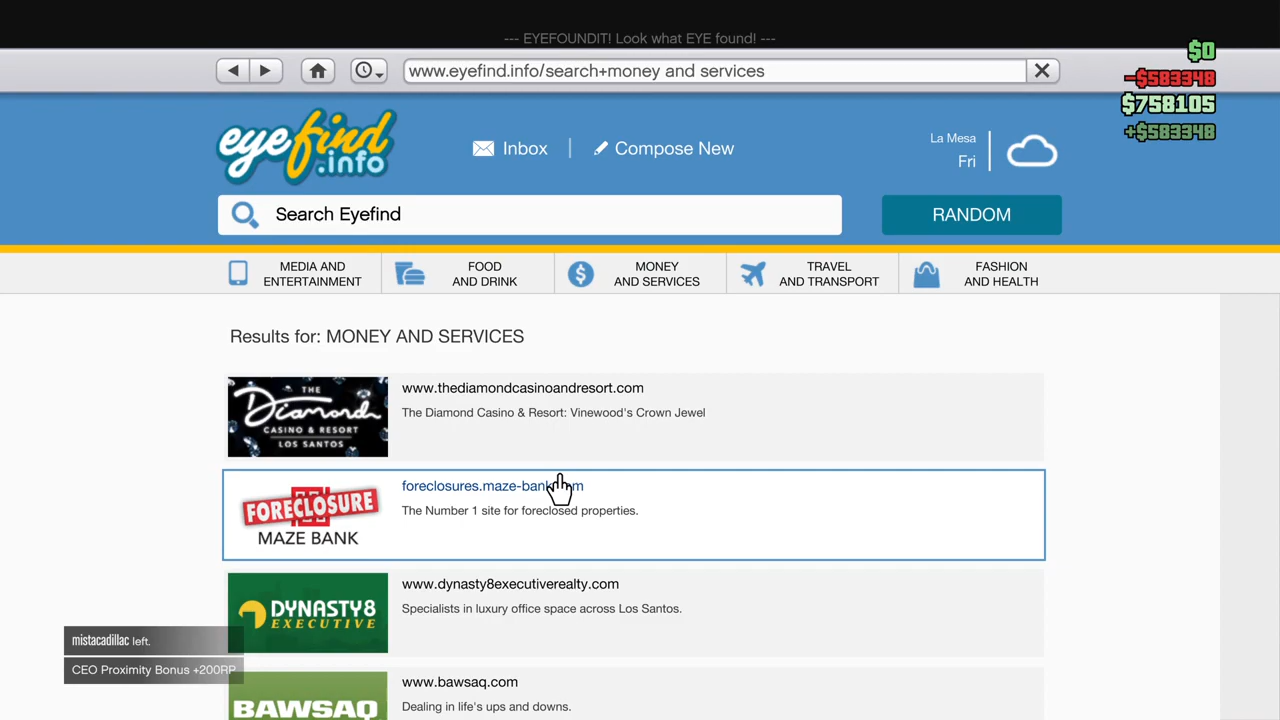 --- EYEFOUNDIT! Look what EYE found! ---
www.eyefind.info/search+money and services
$0
-$583348
$758105
+$583348
eyefind
.info
Inbox
Compose New
La Mesa
Fri
Search Eyefind
RANDOM
MEDIA AND
ENTERTAINMENT
FOOD
AND DRINK
MONEY
AND SERVICES
TRAVEL
AND TRANSPORT
FASHION
AND HEALTH
Results for: MONEY AND SERVICES
THE
Diamond
CASINO & RESORT
LOS SANTOS
www.thediamondcasinoandresort.com
The Diamond Casino & Resort: Vinewood's Crown Jewel
FORECLOSURE
MAZE BANK
foreclosures.maze-bank.com
The Number 1 site for foreclosed properties.
DYNASTY8
EXECUTIVE
www.dynasty8executiverealty.com
Specialists in luxury office space across Los Santos.
mistacadillac left.
CEO Proximity Bonus +200RP
BAWSAQ
www.bawsaq.com
Dealing in life's ups and downs.